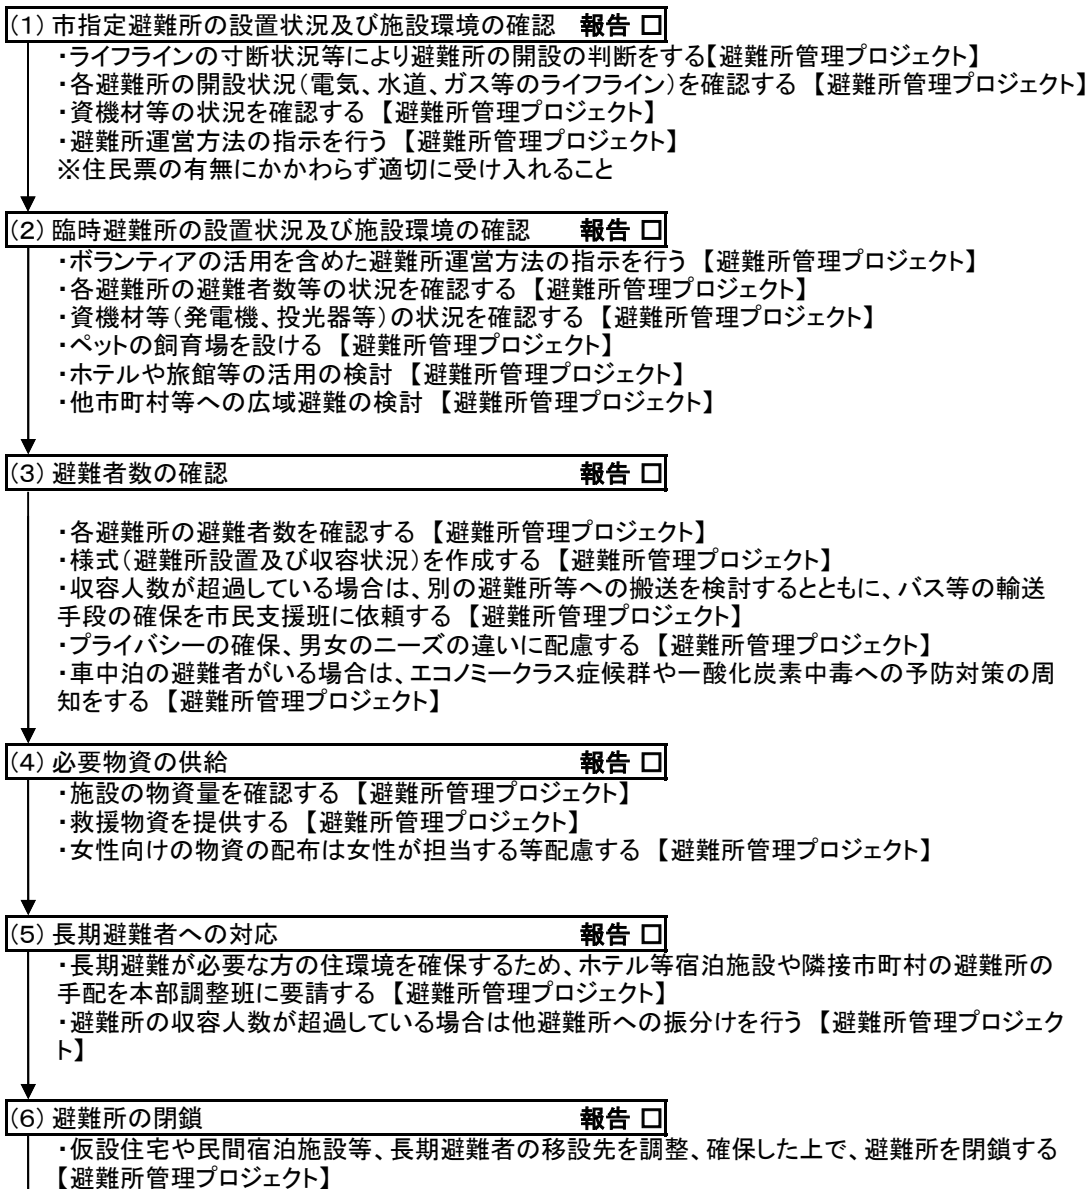 (1) 市指定避難所の設置状況及び施設環境の確認 報告 □
・ライフラインの寸断状況等により避難所の開設の判断をする【避難所管理プロジェクト】
・各避難所の開設状況(電気、水道、ガス等のライフライン)を確認する 【避難所管理プロジェクト】
・資機材等の状況を確認する 【避難所管理プロジェクト】
・避難所運営方法の指示を行う 【避難所管理プロジェクト】
※住民票の有無にかかわらず適切に受け入れること
(2) 臨時避難所の設置状況及び施設環境の確認 報告 □
・ボランティアの活用を含めた避難所運営方法の指示を行う 【避難所管理プロジェクト】
・各避難所の避難者数等の状況を確認する 【避難所管理プロジェクト】
・資機材等(発電機、投光器等)の状況を確認する 【避難所管理プロジェクト】
・ペットの飼育場を設ける 【避難所管理プロジェクト】
・ホテルや旅館等の活用の検討 【避難所管理プロジェクト】
・他市町村等への広域避難の検討 【避難所管理プロジェクト】
(3) 避難者数の確認 報告 □
・各避難所の避難者数を確認する 【避難所管理プロジェクト】
・様式(避難所設置及び収容状況)を作成する 【避難所管理プロジェクト】
・収容人数が超過している場合は、別の避難所等への搬送を検討するとともに、バス等の輸送
手段の確保を市民支援班に依頼する 【避難所管理プロジェクト】
・プライバシーの確保、男女のニーズの違いに配慮する 【避難所管理プロジェクト】
・車中泊の避難者がいる場合は、エコノミークラス症候群や一酸化炭素中毒への予防対策の周
知をする 【避難所管理プロジェクト】
(4) 必要物資の供給 報告 □
・施設の物資量を確認する 【避難所管理プロジェクト】
・救援物資を提供する 【避難所管理プロジェクト】
・女性向けの物資の配布は女性が担当する等配慮する 【避難所管理プロジェクト】
(5) 長期避難者への対応 報告 □
・長期避難が必要な方の住環境を確保するため、ホテル等宿泊施設や隣接市町村の避難所の
手配を本部調整班に要請する 【避難所管理プロジェクト】
・避難所の収容人数が超過している場合は他避難所への振分けを行う 【避難所管理プロジェク
ト】
(6) 避難所の閉鎖 報告 □
・仮設住宅や民間宿泊施設等、長期避難者の移設先を調整、確保した上で、避難所を閉鎖する
【避難所管理プロジェクト】